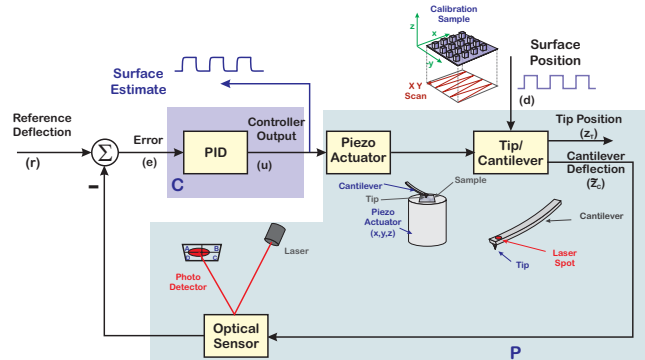 Calibration
Sample
z
x
-y
X Y
Scan
Surface
Position
(d)
Surface
Estimate
Reference
Deflection
(r)
Σ
−
Error
(e)
PID
C
Controller
Output
(u)
Piezo
Actuator
Tip/
Cantilever
Tip Position
(z_T)
Cantilever
Deflection
(z̃_C)
Cantilever
Sample
Tip
Piezo
Actuator
(x,y,z)
Cantilever
Laser
Spot
Tip
Laser
A B
D C
Photo
Detector
Optical
Sensor
P